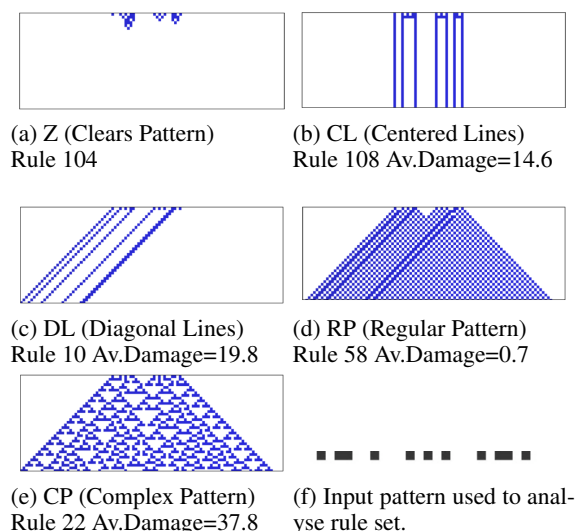 (a) Z (Clears Pattern)
Rule 104
(b) CL (Centered Lines)
Rule 108 Av.Damage=14.6
(c) DL (Diagonal Lines)
Rule 10 Av.Damage=19.8
(d) RP (Regular Pattern)
Rule 58 Av.Damage=0.7
(e) CP (Complex Pattern)
Rule 22 Av.Damage=37.8
(f) Input pattern used to anal-
yse rule set.